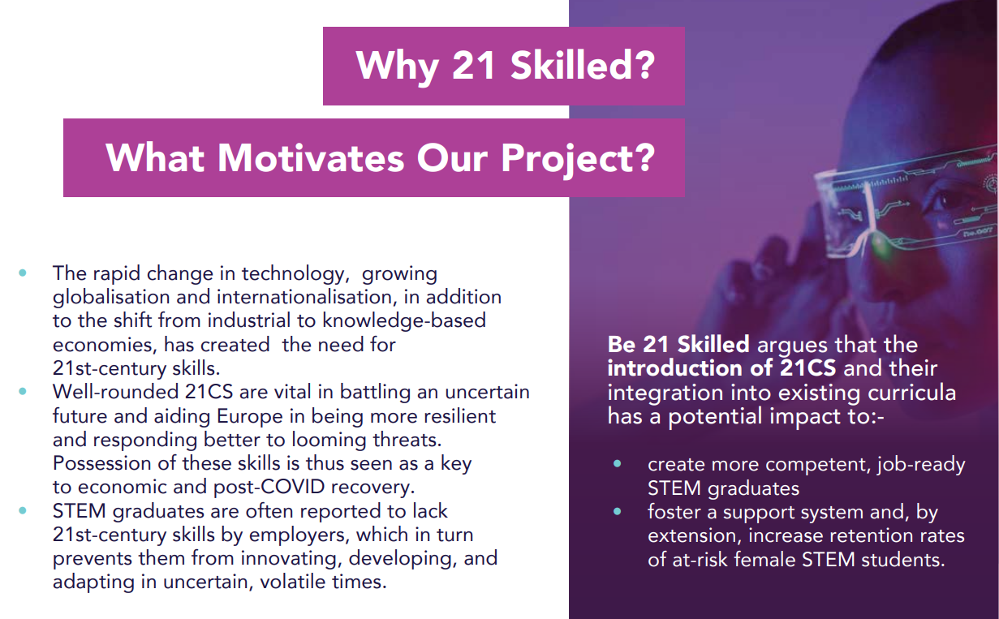 Why 21 Skilled?
What Motivates Our Project?
• The rapid change in technology,  growing
globalisation and internationalisation, in addition
to the shift from industrial to knowledge-based
economies, has created  the need for
21st-century skills.
• Well-rounded 21CS are vital in battling an uncertain
future and aiding Europe in being more resilient
and responding better to looming threats.
Possession of these skills is thus seen as a key
to economic and post-COVID recovery.
• STEM graduates are often reported to lack
21st-century skills by employers, which in turn
prevents them from innovating, developing, and
adapting in uncertain, volatile times.
Be 21 Skilled argues that the
introduction of 21CS and their
integration into existing curricula
has a potential impact to:-
• create more competent, job-ready
STEM graduates
• foster a support system and, by
extension, increase retention rates
of at-risk female STEM students.